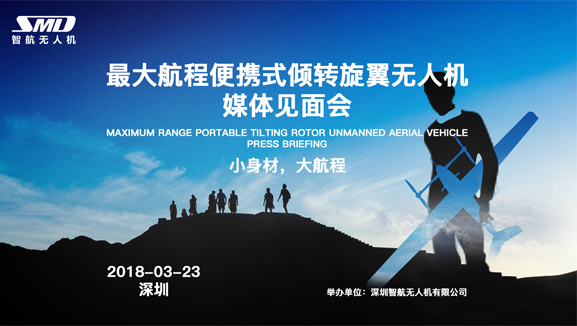 SMD
智航无人机
最大航程便携式倾转旋翼无人机
媒体见面会
MAXIMUM RANGE PORTABLE TILTING ROTOR UNMANNED AERIAL VEHICLE
PRESS BRIEFING
小身材，大航程
2018-03-23
深圳
举办单位：深圳智航无人机有限公司